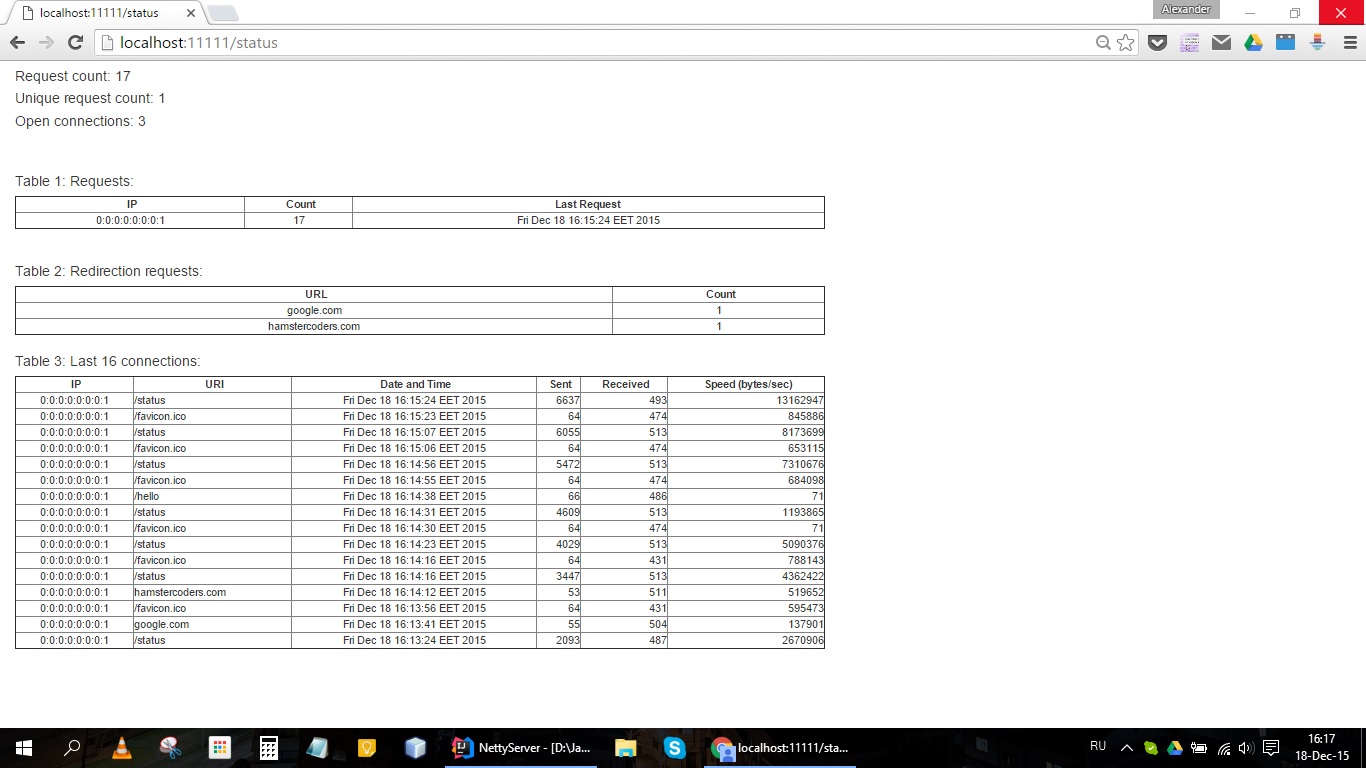 localhost:11111/status
Alexander
localhost:11111/status
Request count: 17
Unique request count: 1
Open connections: 3
Table 1: Requests:
IP Count Last Request
0:0:0:0:0:0:0:1 17 Fri Dec 18 16:15:24 EET 2015
Table 2: Redirection requests:
URL Count
google.com 1
hamstercoders.com 1
Table 3: Last 16 connections:
IP URI Date and Time Sent Received Speed (bytes/sec)
0:0:0:0:0:0:0:1 /status Fri Dec 18 16:15:24 EET 2015 6637 493 13162947
0:0:0:0:0:0:0:1 /favicon.ico Fri Dec 18 16:15:23 EET 2015 64 474 845886
0:0:0:0:0:0:0:1 /status Fri Dec 18 16:15:07 EET 2015 6055 513 8173699
0:0:0:0:0:0:0:1 /favicon.ico Fri Dec 18 16:15:06 EET 2015 64 474 653115
0:0:0:0:0:0:0:1 /status Fri Dec 18 16:14:56 EET 2015 5472 513 7310676
0:0:0:0:0:0:0:1 /favicon.ico Fri Dec 18 16:14:55 EET 2015 64 474 684098
0:0:0:0:0:0:0:1 /hello Fri Dec 18 16:14:38 EET 2015 66 486 71
0:0:0:0:0:0:0:1 /status Fri Dec 18 16:14:31 EET 2015 4609 513 1193865
0:0:0:0:0:0:0:1 /favicon.ico Fri Dec 18 16:14:30 EET 2015 64 474 71
0:0:0:0:0:0:0:1 /status Fri Dec 18 16:14:23 EET 2015 4029 513 5090376
0:0:0:0:0:0:0:1 /favicon.ico Fri Dec 18 16:14:16 EET 2015 64 431 788143
0:0:0:0:0:0:0:1 /status Fri Dec 18 16:14:16 EET 2015 3447 513 4362422
0:0:0:0:0:0:0:1 hamstercoders.com Fri Dec 18 16:14:12 EET 2015 53 511 519652
0:0:0:0:0:0:0:1 /favicon.ico Fri Dec 18 16:13:56 EET 2015 64 431 595473
0:0:0:0:0:0:0:1 google.com Fri Dec 18 16:13:41 EET 2015 55 504 137901
0:0:0:0:0:0:0:1 /status Fri Dec 18 16:13:24 EET 2015 2093 487 2670906
NettyServer - [D:\Ja...
localhost:11111/sta...
RU
16:17
18-Dec-15